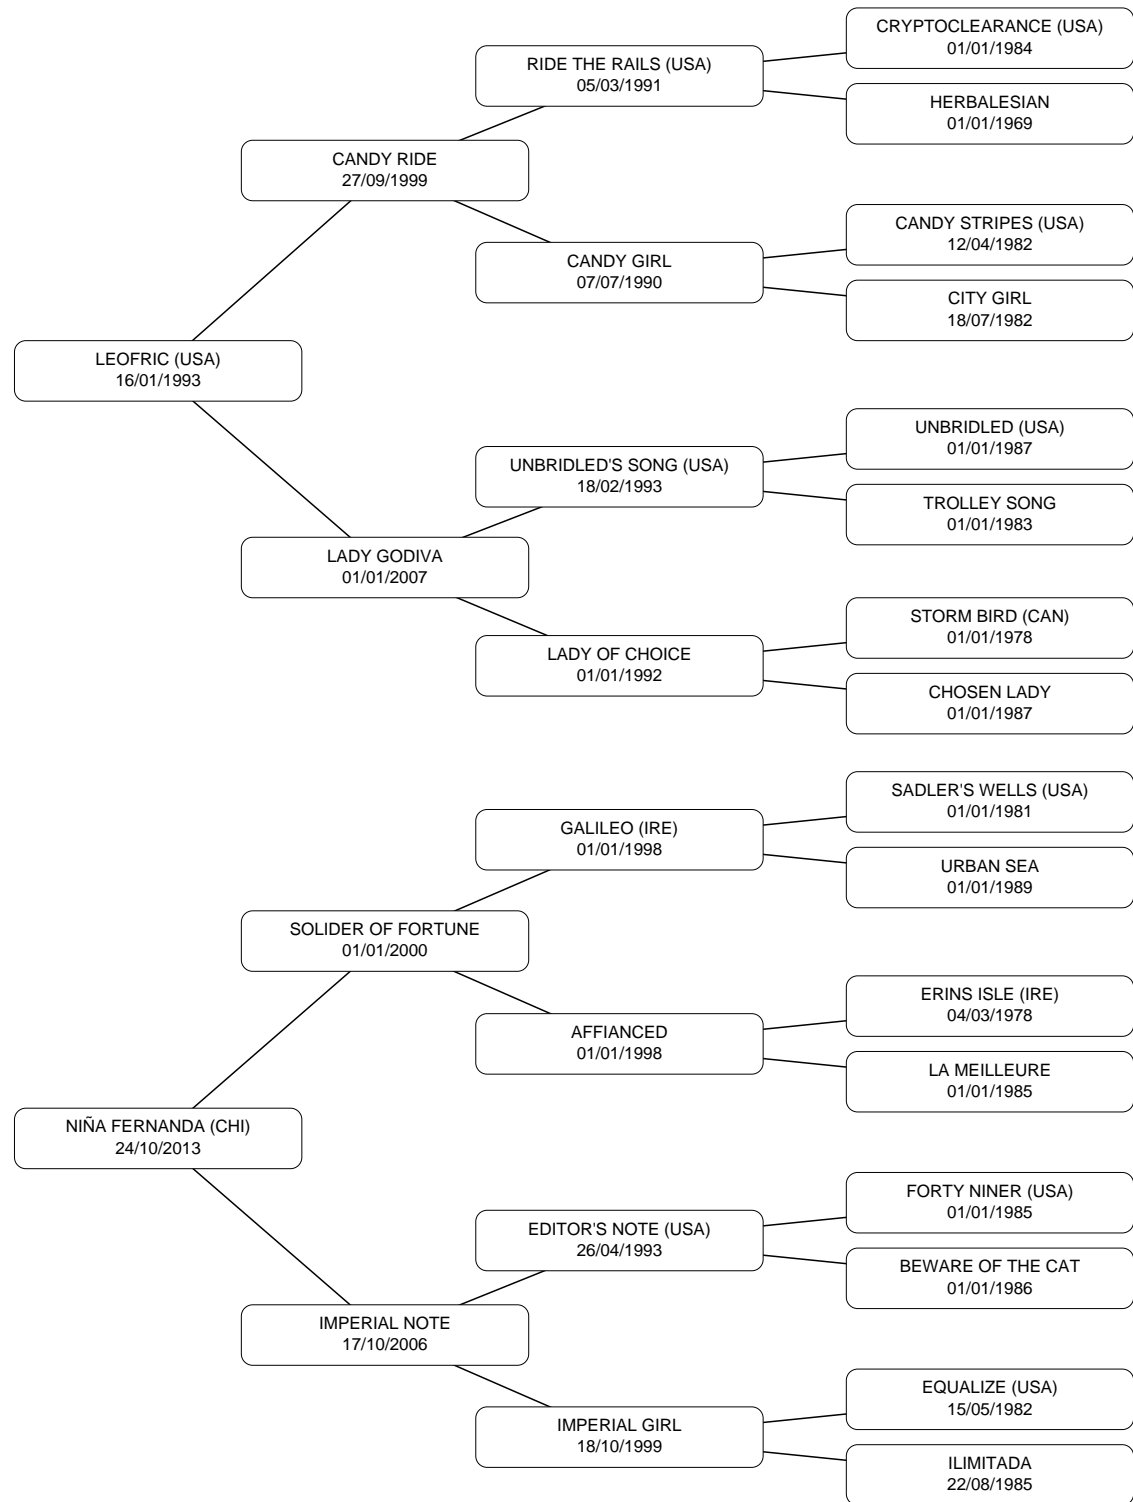 CRYPTOCLEARANCE (USA)
01/01/1984
RIDE THE RAILS (USA)
05/03/1991
HERBALESIAN
01/01/1969
CANDY RIDE
27/09/1999
CANDY STRIPES (USA)
12/04/1982
CANDY GIRL
07/07/1990
CITY GIRL
18/07/1982
LEOFRIC (USA)
16/01/1993
UNBRIDLED (USA)
01/01/1987
UNBRIDLED'S SONG (USA)
18/02/1993
TROLLEY SONG
01/01/1983
LADY GODIVA
01/01/2007
STORM BIRD (CAN)
01/01/1978
LADY OF CHOICE
01/01/1992
CHOSEN LADY
01/01/1987
SADLER'S WELLS (USA)
01/01/1981
GALILEO (IRE)
01/01/1998
URBAN SEA
01/01/1989
SOLIDER OF FORTUNE
01/01/2000
ERINS ISLE (IRE)
04/03/1978
AFFIANCED
01/01/1998
LA MEILLEURE
01/01/1985
NIÑA FERNANDA (CHI)
24/10/2013
FORTY NINER (USA)
01/01/1985
EDITOR'S NOTE (USA)
26/04/1993
BEWARE OF THE CAT
01/01/1986
IMPERIAL NOTE
17/10/2006
EQUALIZE (USA)
15/05/1982
IMPERIAL GIRL
18/10/1999
ILIMITADA
22/08/1985